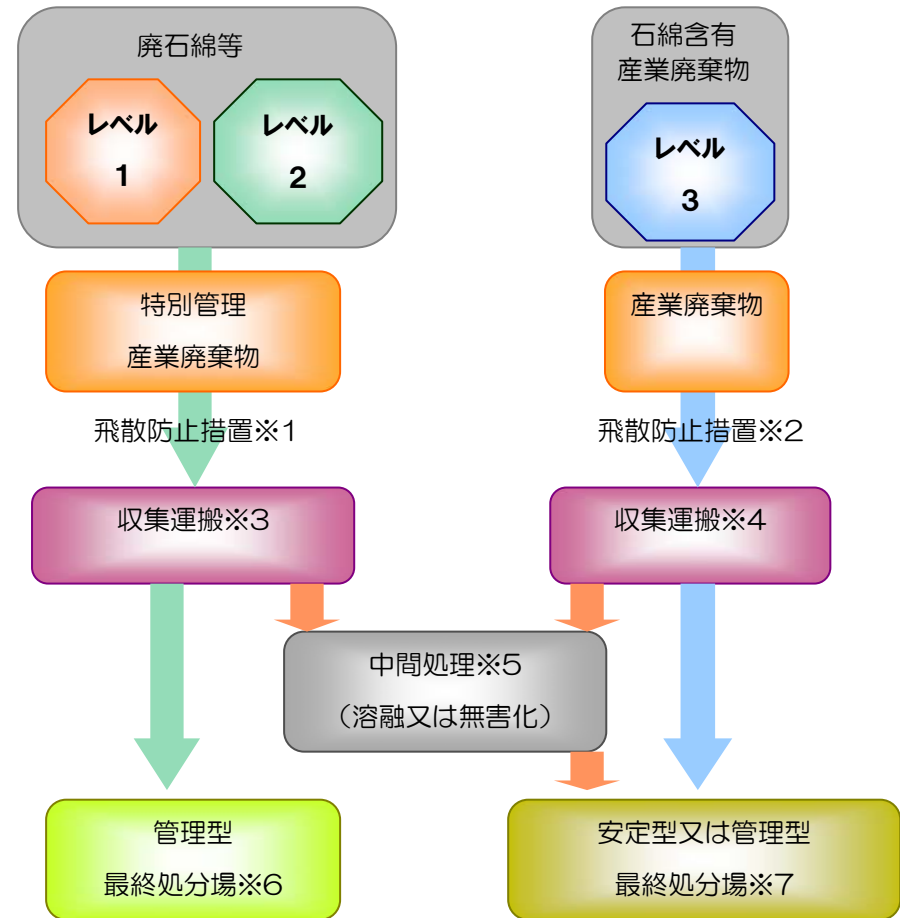 廃石綿等
レベル
1
レベル
2
石綿含有
産業廃棄物
レベル
3
特別管理
産業廃棄物
産業廃棄物
飛散防止措置※1
飛散防止措置※2
収集運搬※3
収集運搬※4
中間処理※5
（溶融又は無害化）
管理型
最終処分場※6
安定型又は管理型
最終処分場※7